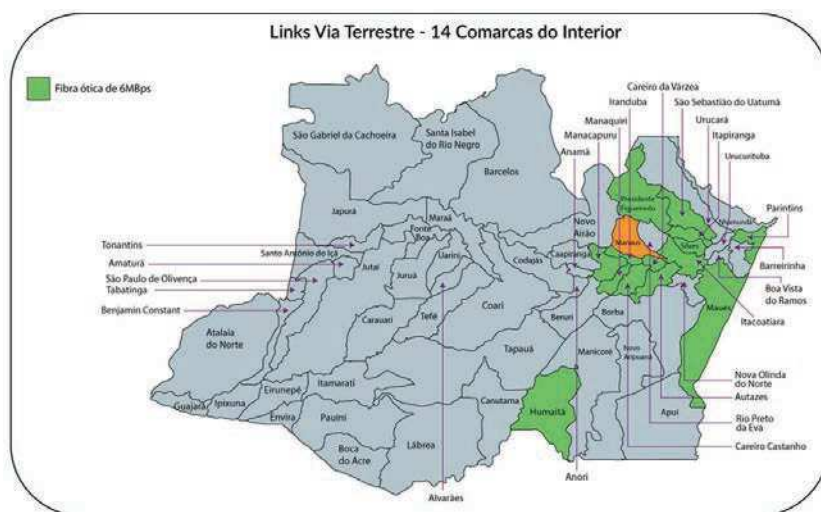 Links Via Terrestre - 14 Comarcas do Interior
Fibra ótica de 6MBps
Careiro da Várzea
Iranduba
São Sebastião do Uatumã
Manaquiri
Urucará
Manacapuru
Itapiranga
Anamã
Urucurituba
São Gabriel da Cachoeira
Santa Isabel
do Rio Negro
Barcelos
Presidente
Figueiredo
Nhamundá
Parintins
Japurá
Maraã
Novo
Airão
Manaus
Silves
Tonantins
Fonte
Boa
Santo Antônio do Içá
Amaturá
Jutaí
Uarini
Codajás
Caapiranga
Barreirinha
São Paulo de Olivença
Juruá
Boa Vista
do Ramos
Tabatinga
Benjamin Constant
Coari
Maués
Itacoatiara
Carauari
Tefé
Beruri
Borba
Atalaia
do Norte
Tapauá
Manicoré
Novo
Aripuanã
Nova Olinda
do Norte
Itamarati
Eirunepé
Canutama
Autazes
Guajará
Ipixuna
Envira
Pauini
Humaitá
Apuí
Rio Preto
da Eva
Boca
do Acre
Lábrea
Careiro Castanho
Anori
Alvarães